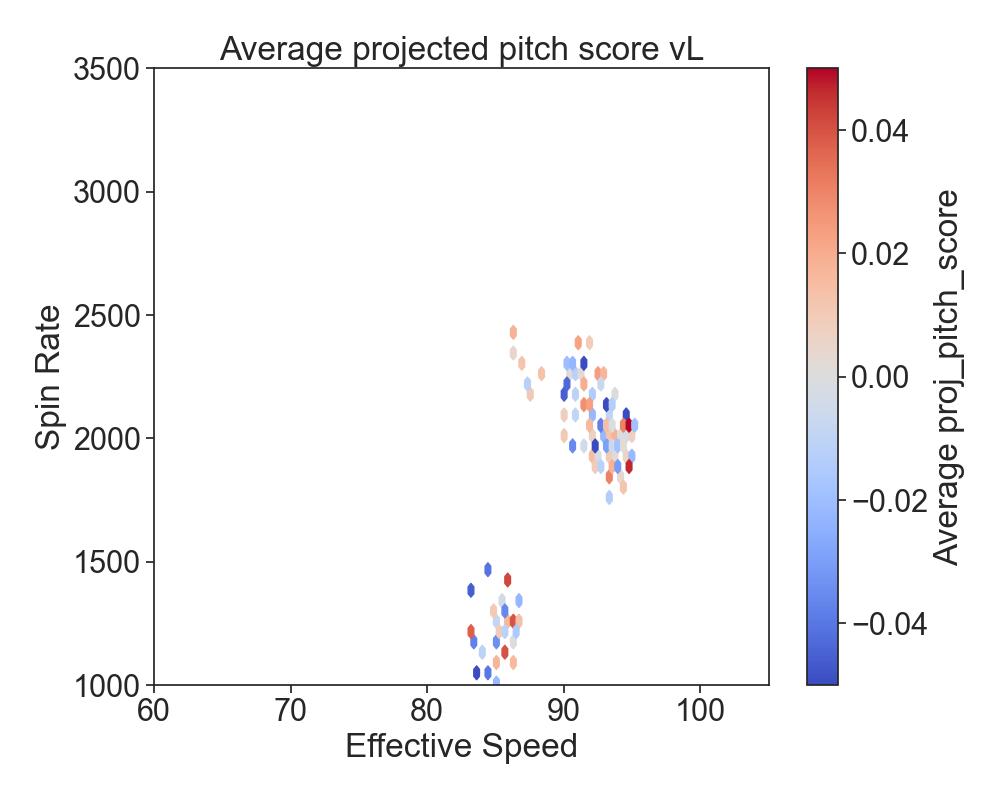 Average projected pitch score vL
3500
3000
2500
2000
1500
1000
Spin Rate
60 70 80 90 100
Effective Speed
0.04
0.02
0.00
−0.02
−0.04
Average proj_pitch_score